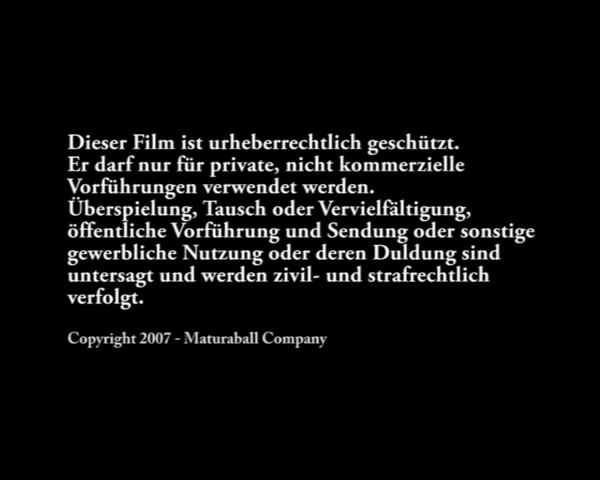 Dieser Film ist urheberrechtlich geschützt.
Er darf nur für private, nicht kommerzielle
Vorführungen verwendet werden.
Überspielung, Tausch oder Vervielfältigung,
öffentliche Vorführung und Sendung oder sonstige
gewerbliche Nutzung oder deren Duldung sind
untersagt und werden zivil- und strafrechtlich
verfolgt.
Copyright 2007 - Maturaball Company